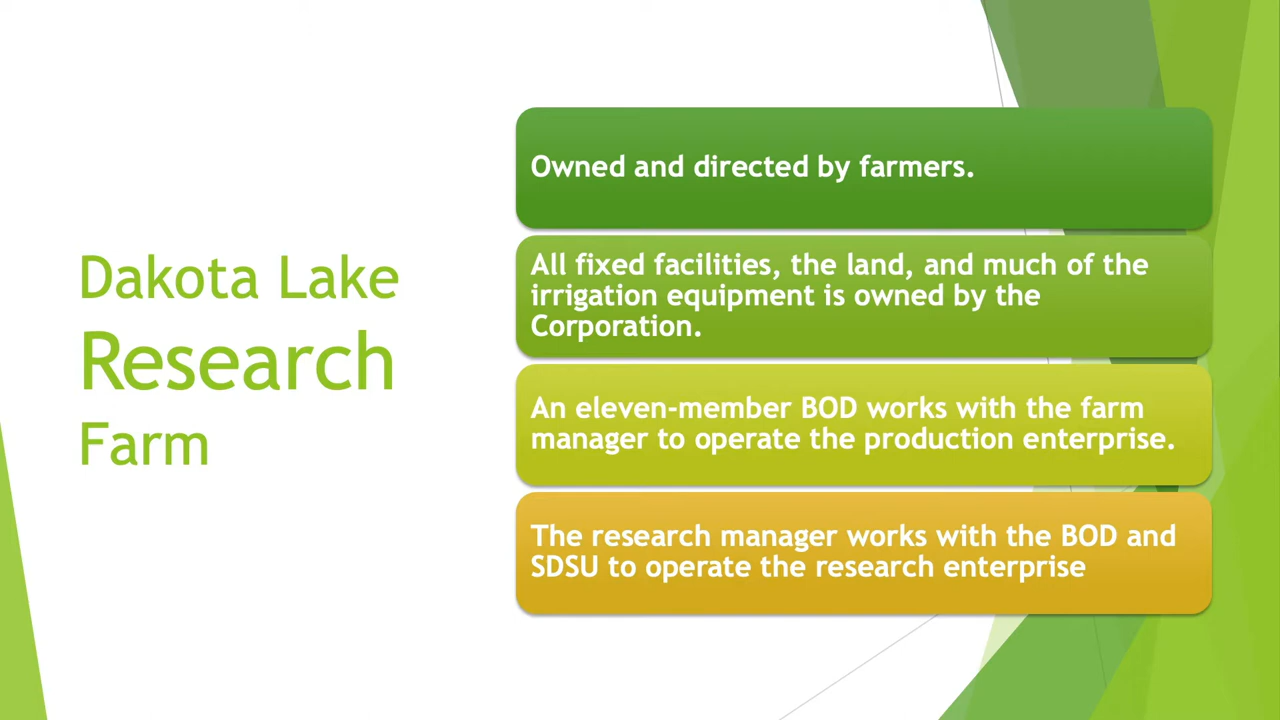 Dakota Lake
Research
Farm
Owned and directed by farmers.
All fixed facilities, the land, and much of the
irrigation equipment is owned by the
Corporation.
An eleven-member BOD works with the farm
manager to operate the production enterprise.
The research manager works with the BOD and
SDSU to operate the research enterprise